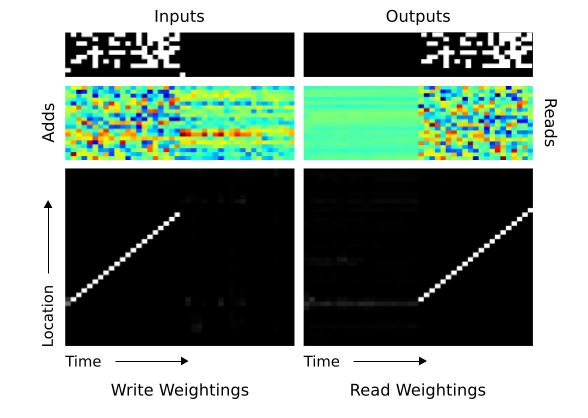 Inputs
Outputs
Adds
Reads
Location
Time
Time
Write Weightings
Read Weightings